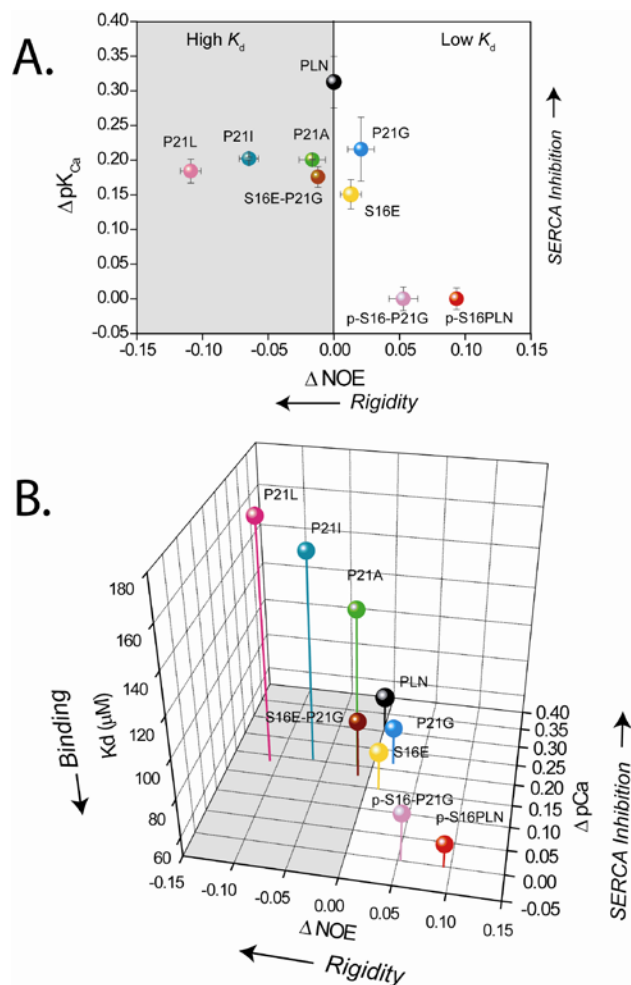 A.
High Kd
Low Kd
PLN
P21L
P21I
P21A
P21G
S16E-P21G
S16E
p-S16-P21G
p-S16PLN
0.40
0.35
0.30
0.25
0.20
0.15
0.10
0.05
0.00
-0.05
Δ pKCa
-0.15
-0.10
-0.05
0.00
0.05
0.10
0.15
Δ NOE
Rigidity
SERCA Inhibition
B.
P21L
P21I
P21A
PLN
S16E-P21G
P21G
S16E
p-S16-P21G
p-S16PLN
180
160
140
120
100
80
60
Kd (μM)
Binding
-0.15
-0.10
-0.05
0.00
0.05
0.10
0.15
Δ NOE
Rigidity
0.40
0.35
0.30
0.25
0.20
0.15
0.10
0.05
0.00
-0.05
Δ pCa
SERCA Inhibition